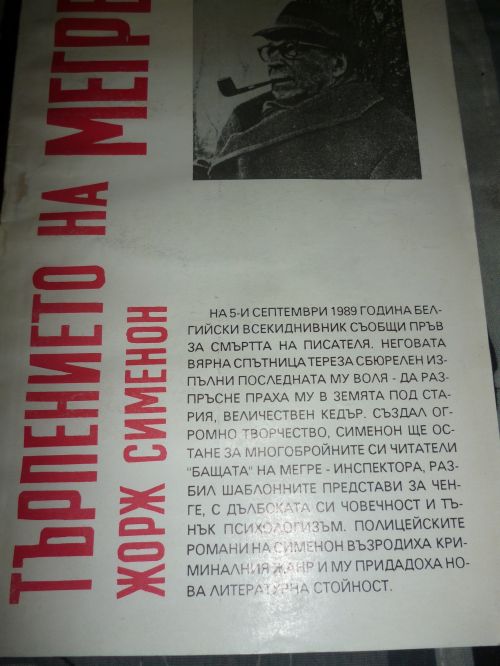 ТЪРПЕНИЕТО НА МЕГРЕ
ЖОРЖ СИМЕНОН
НА 5-И СЕПТЕМВРИ 1989 ГОДИНА БЕЛ-
ГИЙСКИ ВСЕКИДНИВНИК СЪОБЩИ ПРЪВ
ЗА СМЪРТТА НА ПИСАТЕЛЯ. НЕГОВАТА
ВЯРНА СПЪТНИЦА ТЕРЕЗА СБЮРЕЛЕН ИЗ-
ПЪЛНИ ПОСЛЕДНАТА МУ ВОЛЯ - ДА РАЗ-
ПРЪСНЕ ПРАХА МУ В ЗЕМЯТА ПОД СТА-
РИЯ, ВЕЛИЧЕСТВЕН КЕДЪР. СЪЗДАЛ ОГ-
РОМНО ТВОРЧЕСТВО, СИМЕНОН ЩЕ ОС-
ТАНЕ ЗА МНОГОБРОЙНИТЕ СИ ЧИТАТЕЛИ
"БАЩАТА" НА МЕГРЕ - ИНСПЕКТОРА, РАЗ-
БИЛ ШАБЛОННИТЕ ПРЕДСТАВИ ЗА ЧЕН-
ГЕ, С ДЪЛБОКАТА СИ ЧОВЕЧНОСТ И ТЪ-
НЪК ПСИХОЛОГИЗЪМ. ПОЛИЦЕЙСКИТЕ
РОМАНИ НА СИМЕНОН ВЪЗРОДИХА КРИ-
МИНАЛНИЯ ЖАНР И МУ ПРИДАДОХА НО-
ВА ЛИТЕРАТУРНА СТОЙНОСТ.